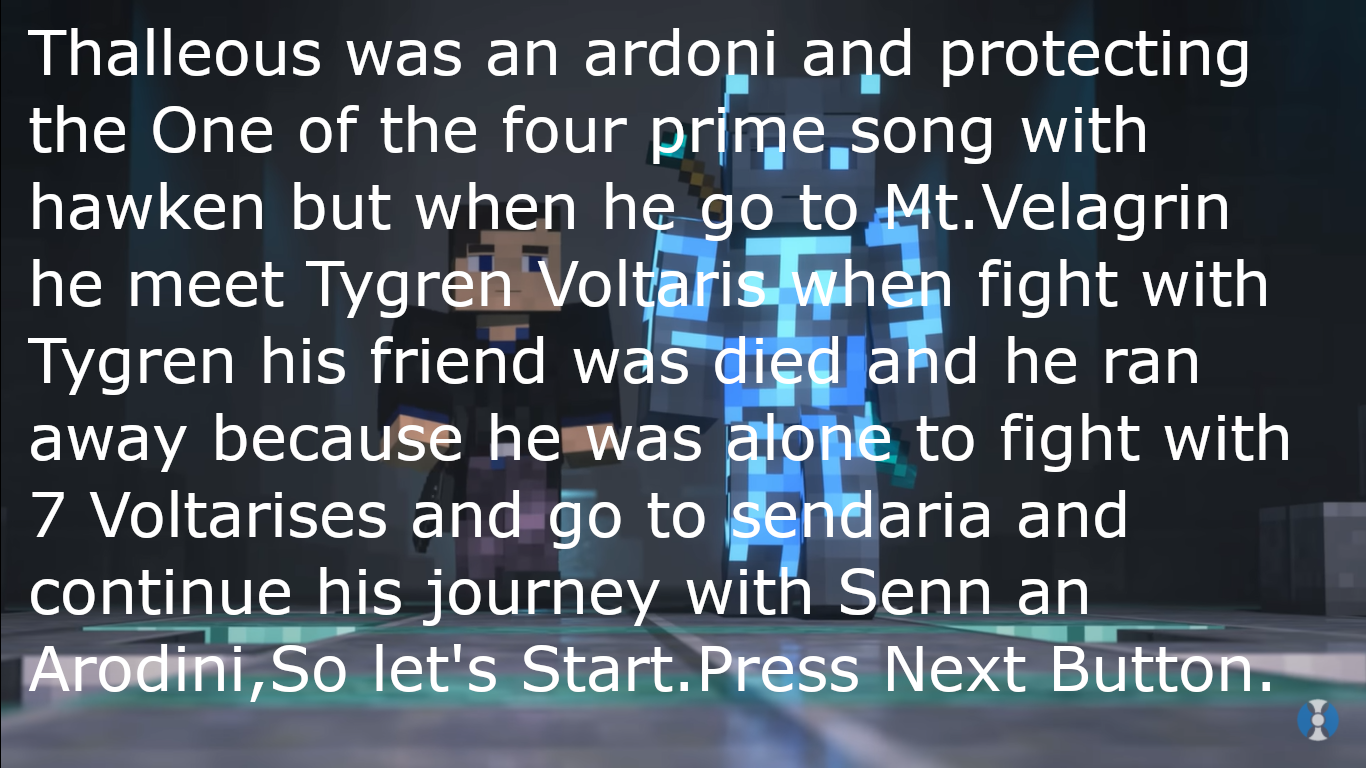 Thalleous was an ardoni and protecting
the One of the four prime song with
hawken but when he go to Mt.Velagrin
he meet Tygren Voltaris when fight with
Tygren his friend was died and he ran
away because he was alone to fight with
7 Voltarises and go to sendaria and
continue his journey with Senn an
Arodini,So let's Start.Press Next Button.